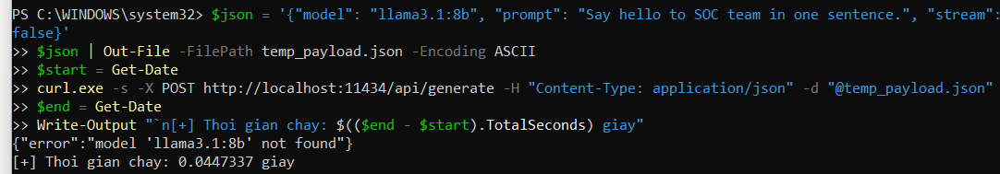 PS C:\WINDOWS\system32> $json = '{"model": "llama3.1:8b", "prompt": "Say hello to SOC team in one sentence.", "stream":
false}'
>> $json | Out-File -FilePath temp_payload.json -Encoding ASCII
>> $start = Get-Date
>> curl.exe -s -X POST http://localhost:11434/api/generate -H "Content-Type: application/json" -d "@temp_payload.json"
>> $end = Get-Date
>> Write-Output "`n[+] Thoi gian chay: $(($end - $start).TotalSeconds) giay"
{"error":"model 'llama3.1:8b' not found"}
[+] Thoi gian chay: 0.0447337 giay